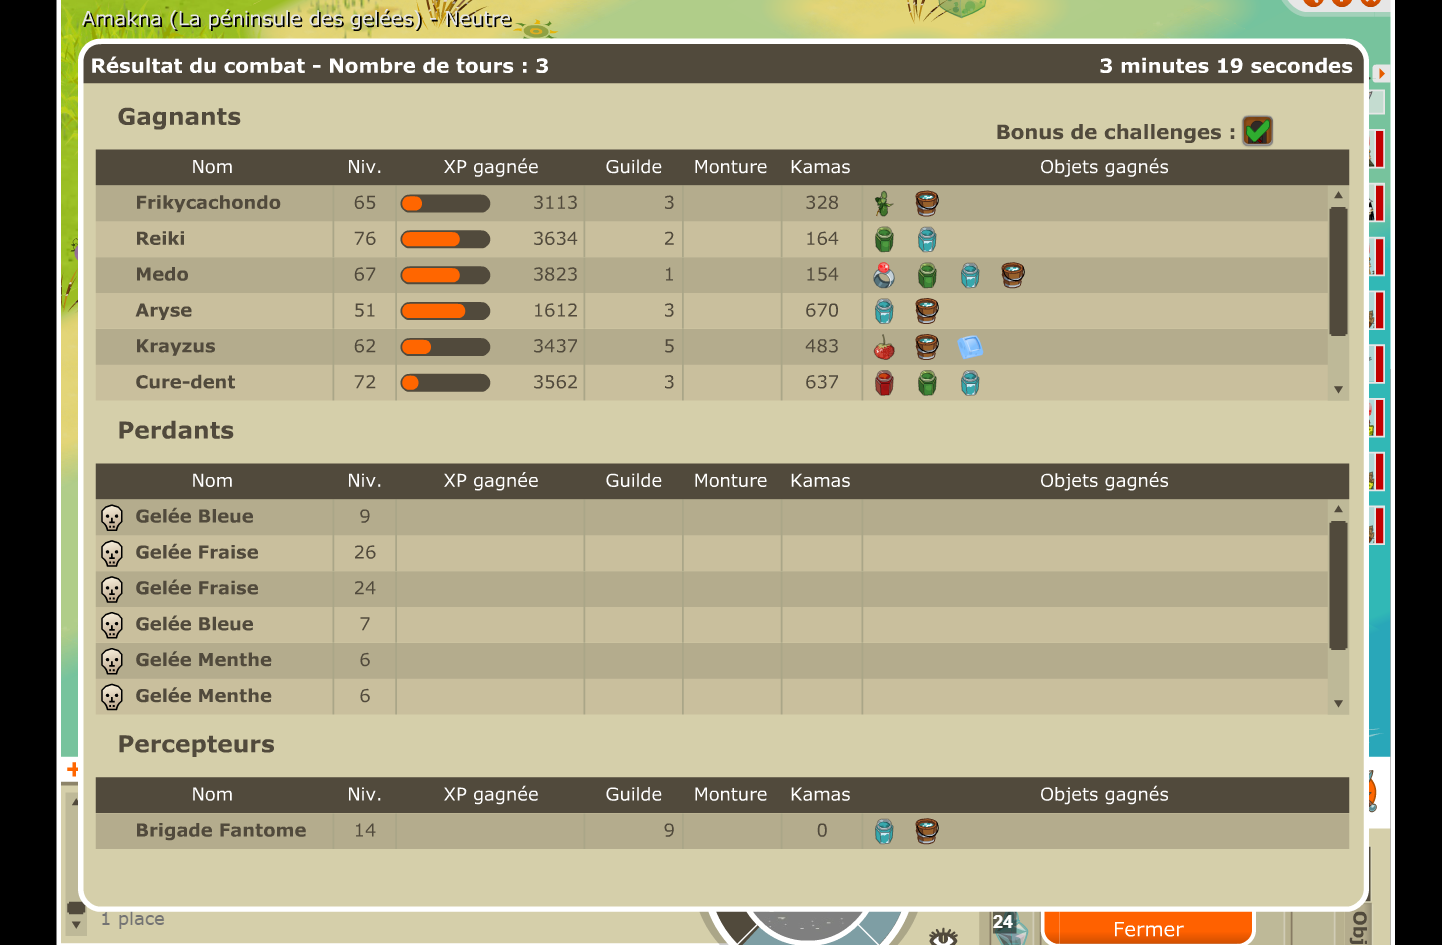 Amakna (La péninsule des gelées) - Neutre
Résultat du combat - Nombre de tours : 3 3 minutes 19 secondes
Gagnants
Bonus de challenges :
Nom Niv. XP gagnée Guilde Monture Kamas Objets gagnés
Frikycachondo 65 3113 3 328
Reiki 76 3634 2 164
Medo 67 3823 1 154
Aryse 51 1612 3 670
Krayzus 62 3437 5 483
Cure-dent 72 3562 3 637
Perdants
Nom Niv. XP gagnée Guilde Monture Kamas Objets gagnés
Gelée Bleue 9
Gelée Fraise 26
Gelée Fraise 24
Gelée Bleue 7
Gelée Menthe 6
Gelée Menthe 6
Percepteurs
Nom Niv. XP gagnée Guilde Monture Kamas Objets gagnés
Brigade Fantome 14 9 0
1 place
24
Fermer
Obj